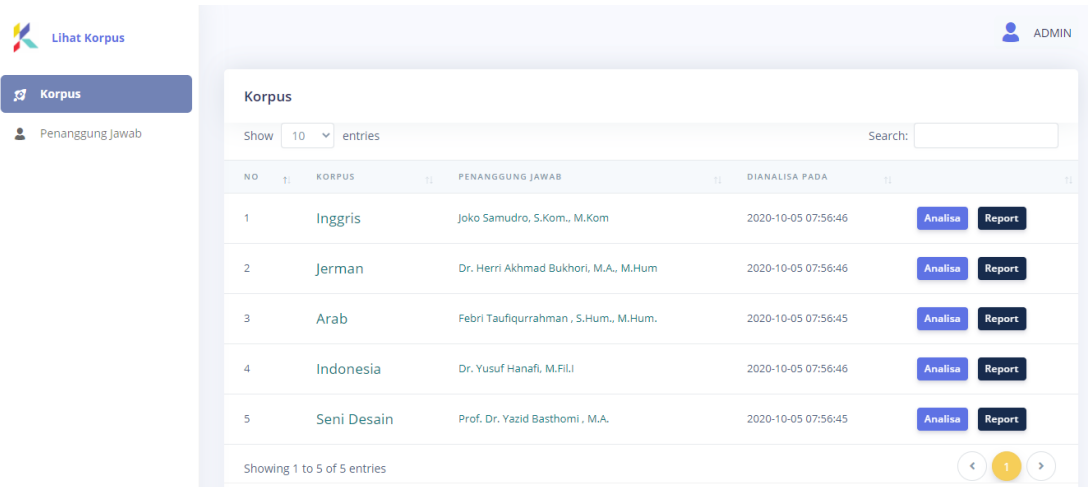 Lihat Korpus
ADMIN
Korpus
Penanggung Jawab
Korpus
Show 10 entries Search:
NO KORPUS PENANGGUNG JAWAB DIANALISA PADA
1 Inggris Joko Samudro, S.Kom., M.Kom 2020-10-05 07:56:46 Analisa Report
2 Jerman Dr. Herri Akhmad Bukhori, M.A., M.Hum 2020-10-05 07:56:46 Analisa Report
3 Arab Febri Taufiqurrahman , S.Hum., M.Hum. 2020-10-05 07:56:45 Analisa Report
4 Indonesia Dr. Yusuf Hanafi, M.Fil.I 2020-10-05 07:56:46 Analisa Report
5 Seni Desain Prof. Dr. Yazid Basthomi , M.A. 2020-10-05 07:56:45 Analisa Report
Showing 1 to 5 of 5 entries 1